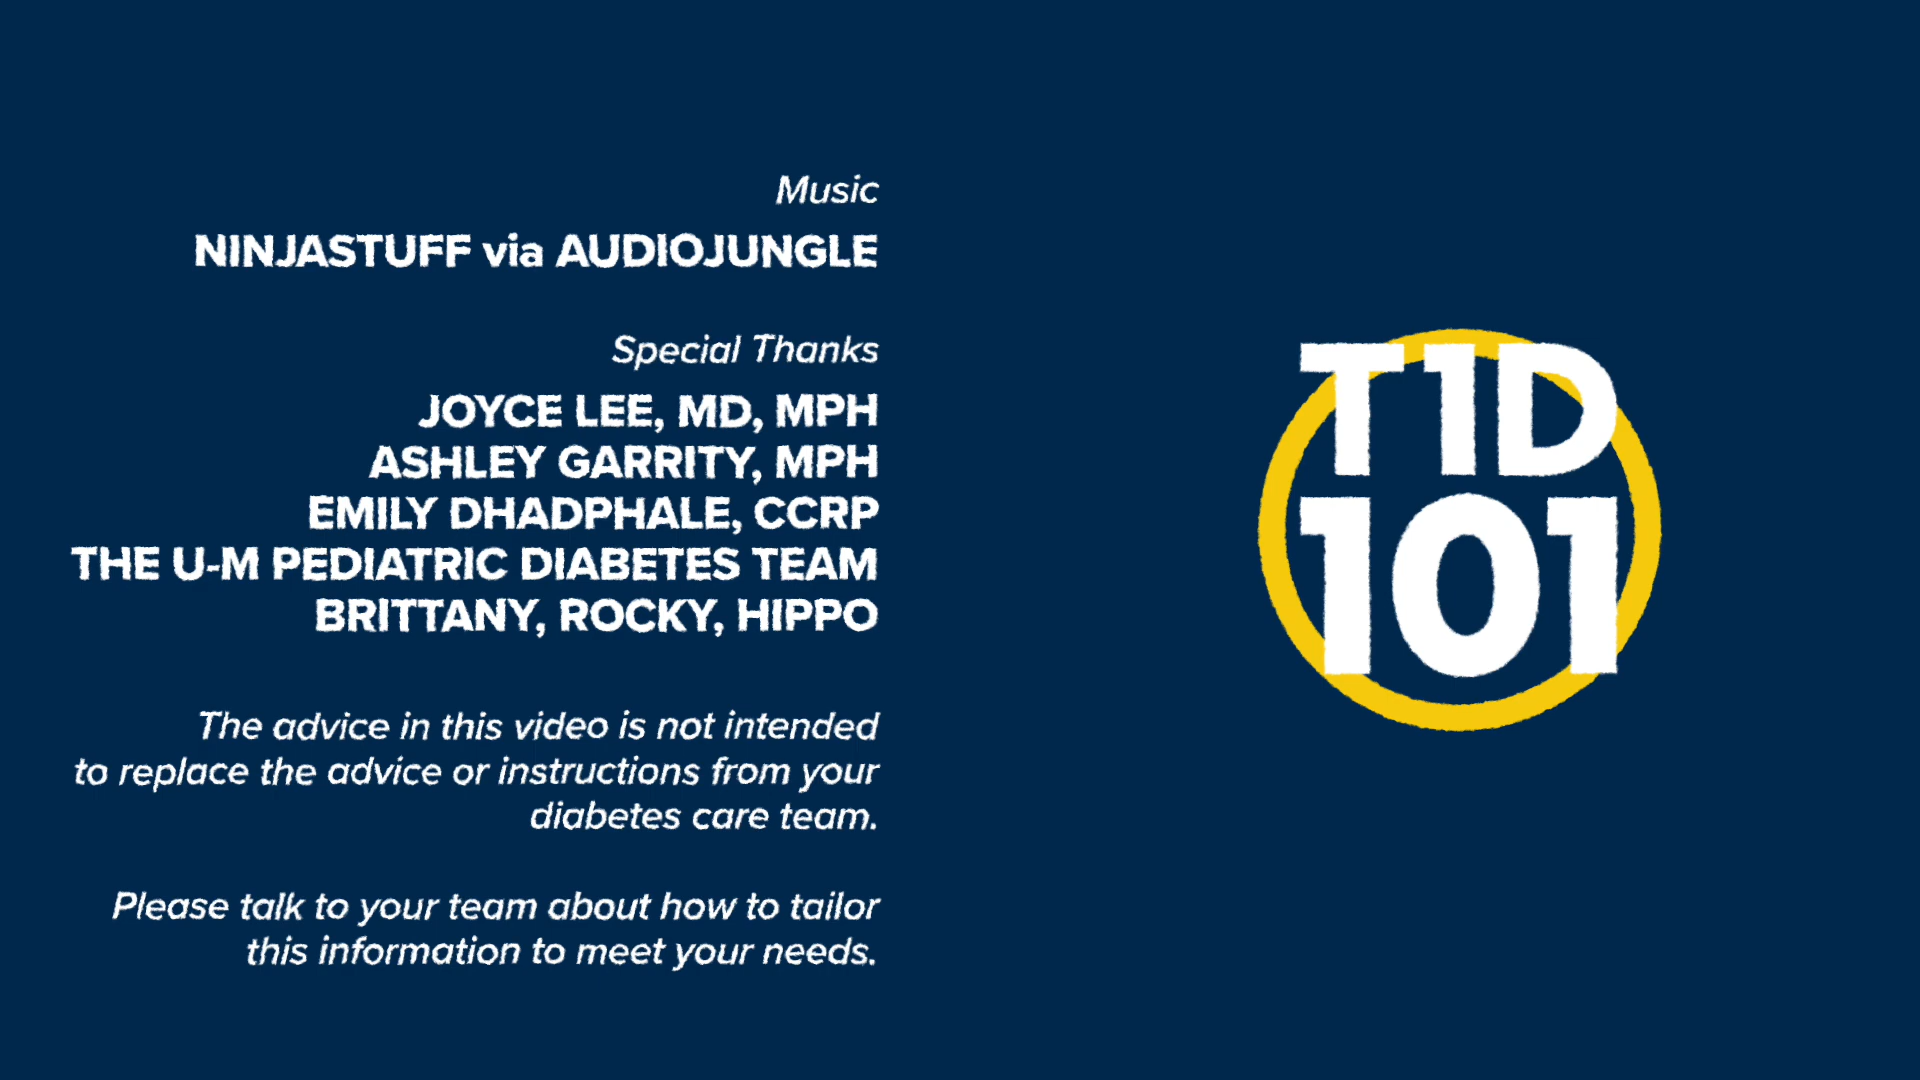 Music
NINJASTUFF via AUDIOJUNGLE
Special Thanks
JOYCE LEE, MD, MPH
ASHLEY GARRITY, MPH
EMILY DHADPHALE, CCRP
THE U-M PEDIATRIC DIABETES TEAM
BRITTANY, ROCKY, HIPPO
The advice in this video is not intended
to replace the advice or instructions from your
diabetes care team.
Please talk to your team about how to tailor
this information to meet your needs.
T1D
101